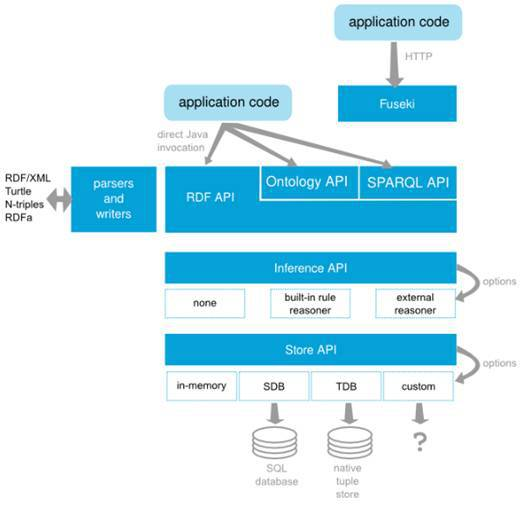 application code
HTTP
Fuseki
application code
direct Java
invocation
RDF/XML
Turtle
N-triples
RDFa
parsers
and
writers
RDF API
Ontology API
SPARQL API
Inference API
options
none
built-in rule
reasoner
external
reasoner
Store API
options
in-memory
SDB
TDB
custom
SQL
database
native
tuple
store
?